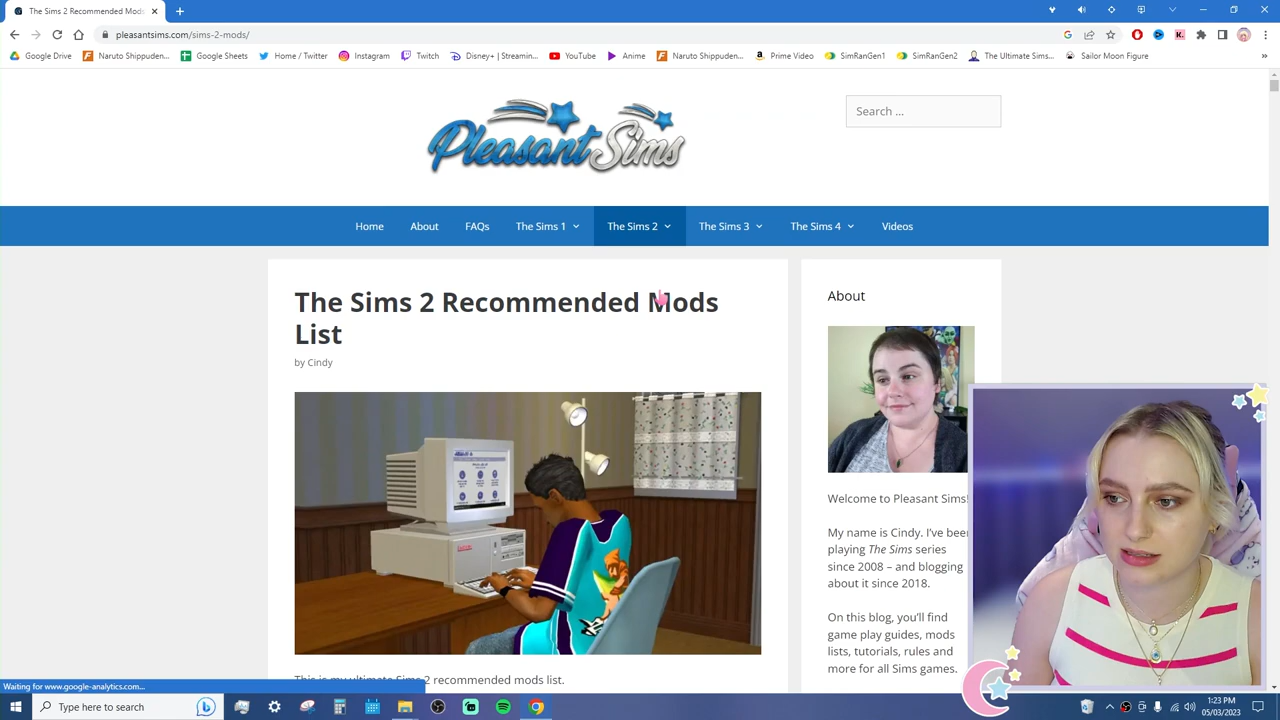 The Sims 2 Recommended Mods
pleasantsims.com/sims-2-mods/
Google Drive
Naruto Shippuden...
Google Sheets
Home / Twitter
Instagram
Twitch
Disney+ | Streamin...
YouTube
Anime
Naruto Shippuden...
Prime Video
SimRanGen1
SimRanGen2
The Ultimate Sims...
Sailor Moon Figure
PleasantSims
Search ...
Home
About
FAQs
The Sims 1
The Sims 2
The Sims 3
The Sims 4
Videos
The Sims 2 Recommended Mods
List
by Cindy
This is my ultimate Sims 2 recommended mods list.
About
Welcome to Pleasant Sims!
My name is Cindy. I've been
playing The Sims series
since 2008 – and blogging
about it since 2018.
On this blog, you'll find
game play guides, mods
lists, tutorials, rules and
more for all Sims games.
Waiting for www.google-analytics.com...
Type here to search
1:23 PM
05/03/2023